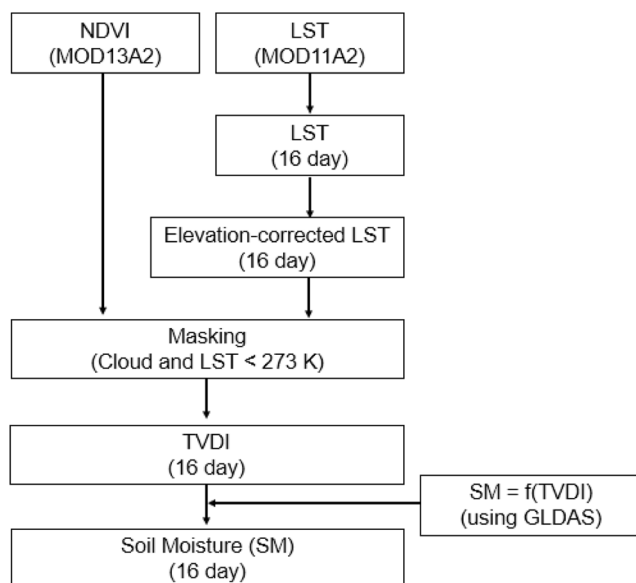 NDVI
(MOD13A2)
LST
(MOD11A2)
LST
(16 day)
Elevation-corrected LST
(16 day)
Masking
(Cloud and LST < 273 K)
TVDI
(16 day)
SM = f(TVDI)
(using GLDAS)
Soil Moisture (SM)
(16 day)